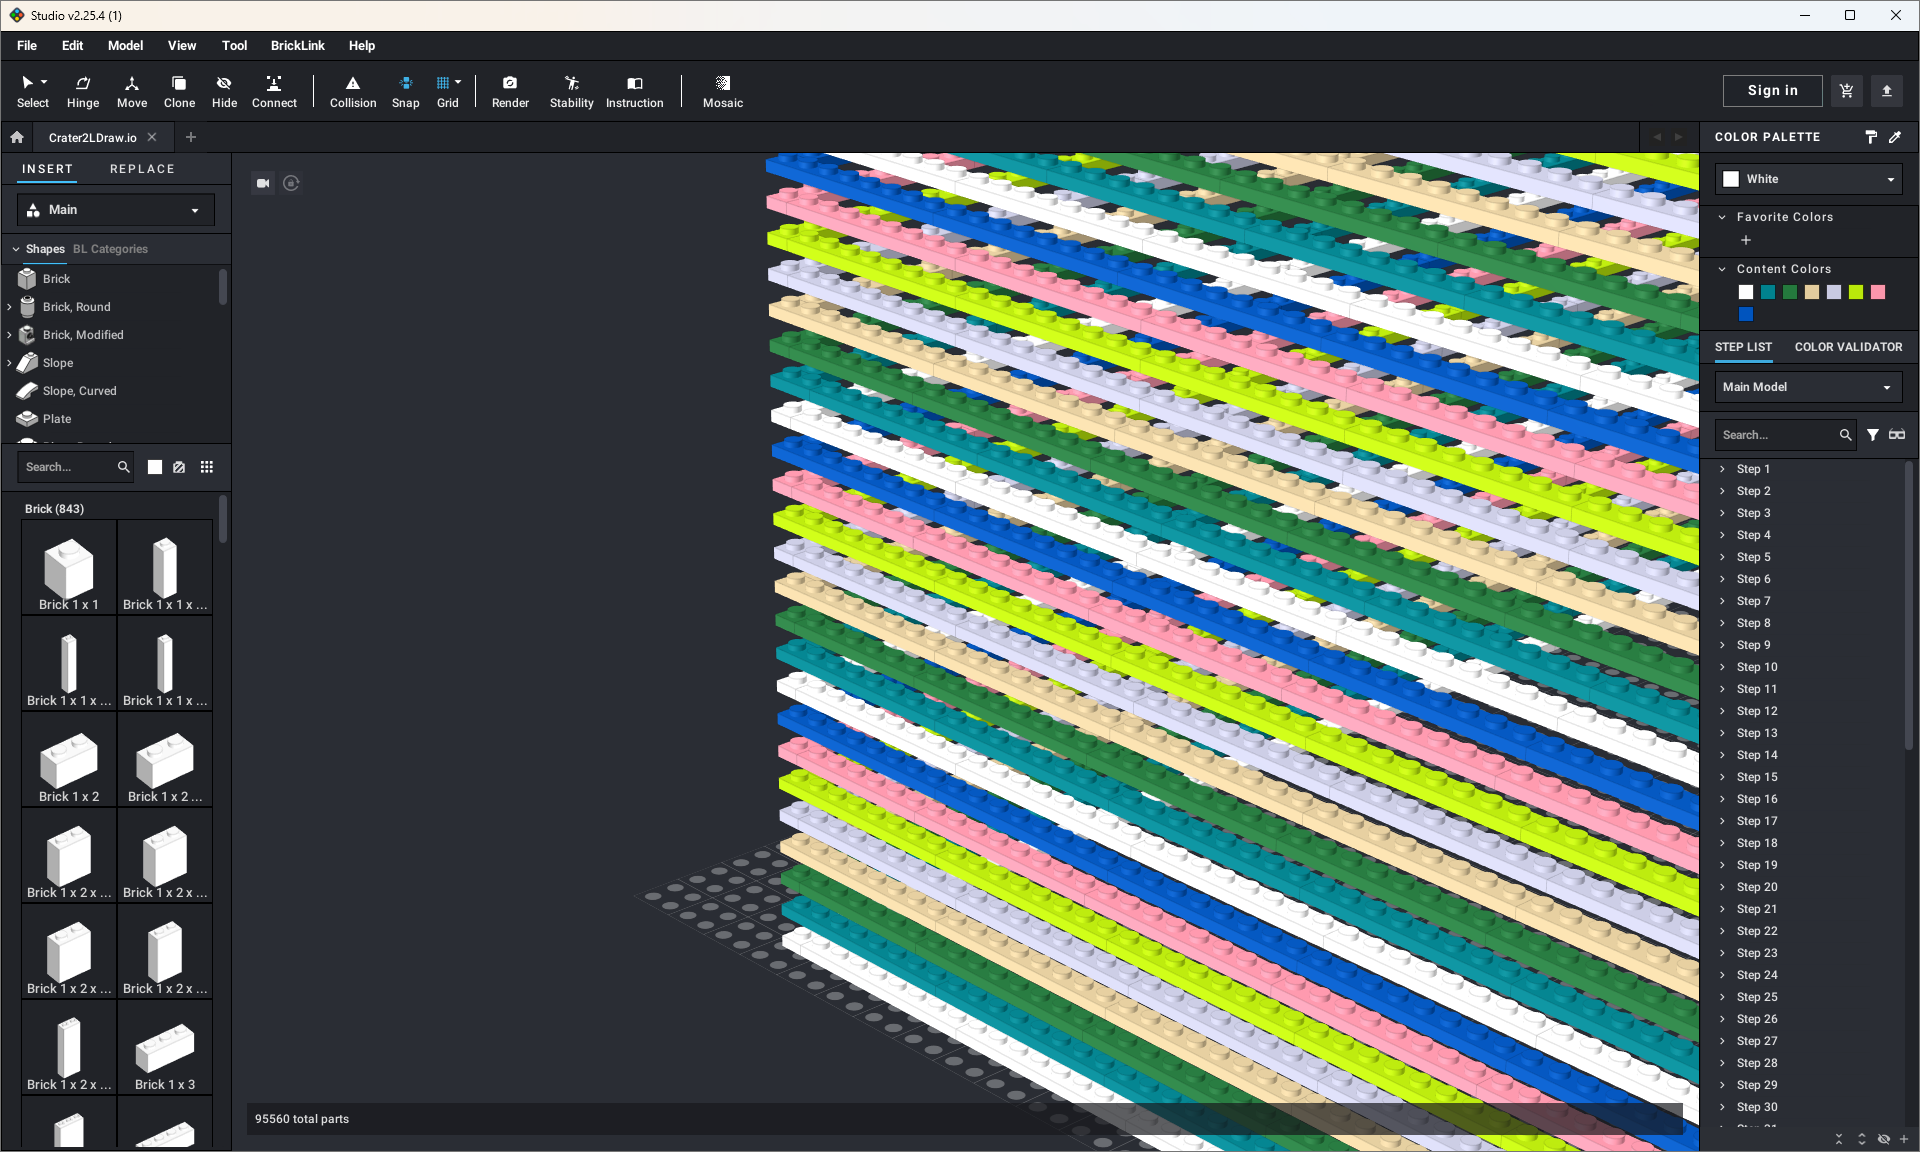 Studio v2.25.4 (1)
File Edit Model View Tool BrickLink Help
Select Hinge Move Clone Hide Connect Collision Snap Grid Render Stability Instruction Mosaic
Sign in
Crater2LDraw.io
INSERT REPLACE
Main
Shapes BL Categories
Brick
Brick, Round
Brick, Modified
Slope
Slope, Curved
Plate
Search...
Brick (843)
Brick 1 x 1 Brick 1 x 1 x ...
Brick 1 x 1 x ... Brick 1 x 1 x ...
Brick 1 x 2 Brick 1 x 2 ...
Brick 1 x 2 x ... Brick 1 x 2 x ...
Brick 1 x 2 x ... Brick 1 x 2 x ...
Brick 1 x 2 x ... Brick 1 x 3
95560 total parts
COLOR PALETTE
White
Favorite Colors
Content Colors
STEP LIST COLOR VALIDATOR
Main Model
Search...
Step 1
Step 2
Step 3
Step 4
Step 5
Step 6
Step 7
Step 8
Step 9
Step 10
Step 11
Step 12
Step 13
Step 14
Step 15
Step 16
Step 17
Step 18
Step 19
Step 20
Step 21
Step 22
Step 23
Step 24
Step 25
Step 26
Step 27
Step 28
Step 29
Step 30